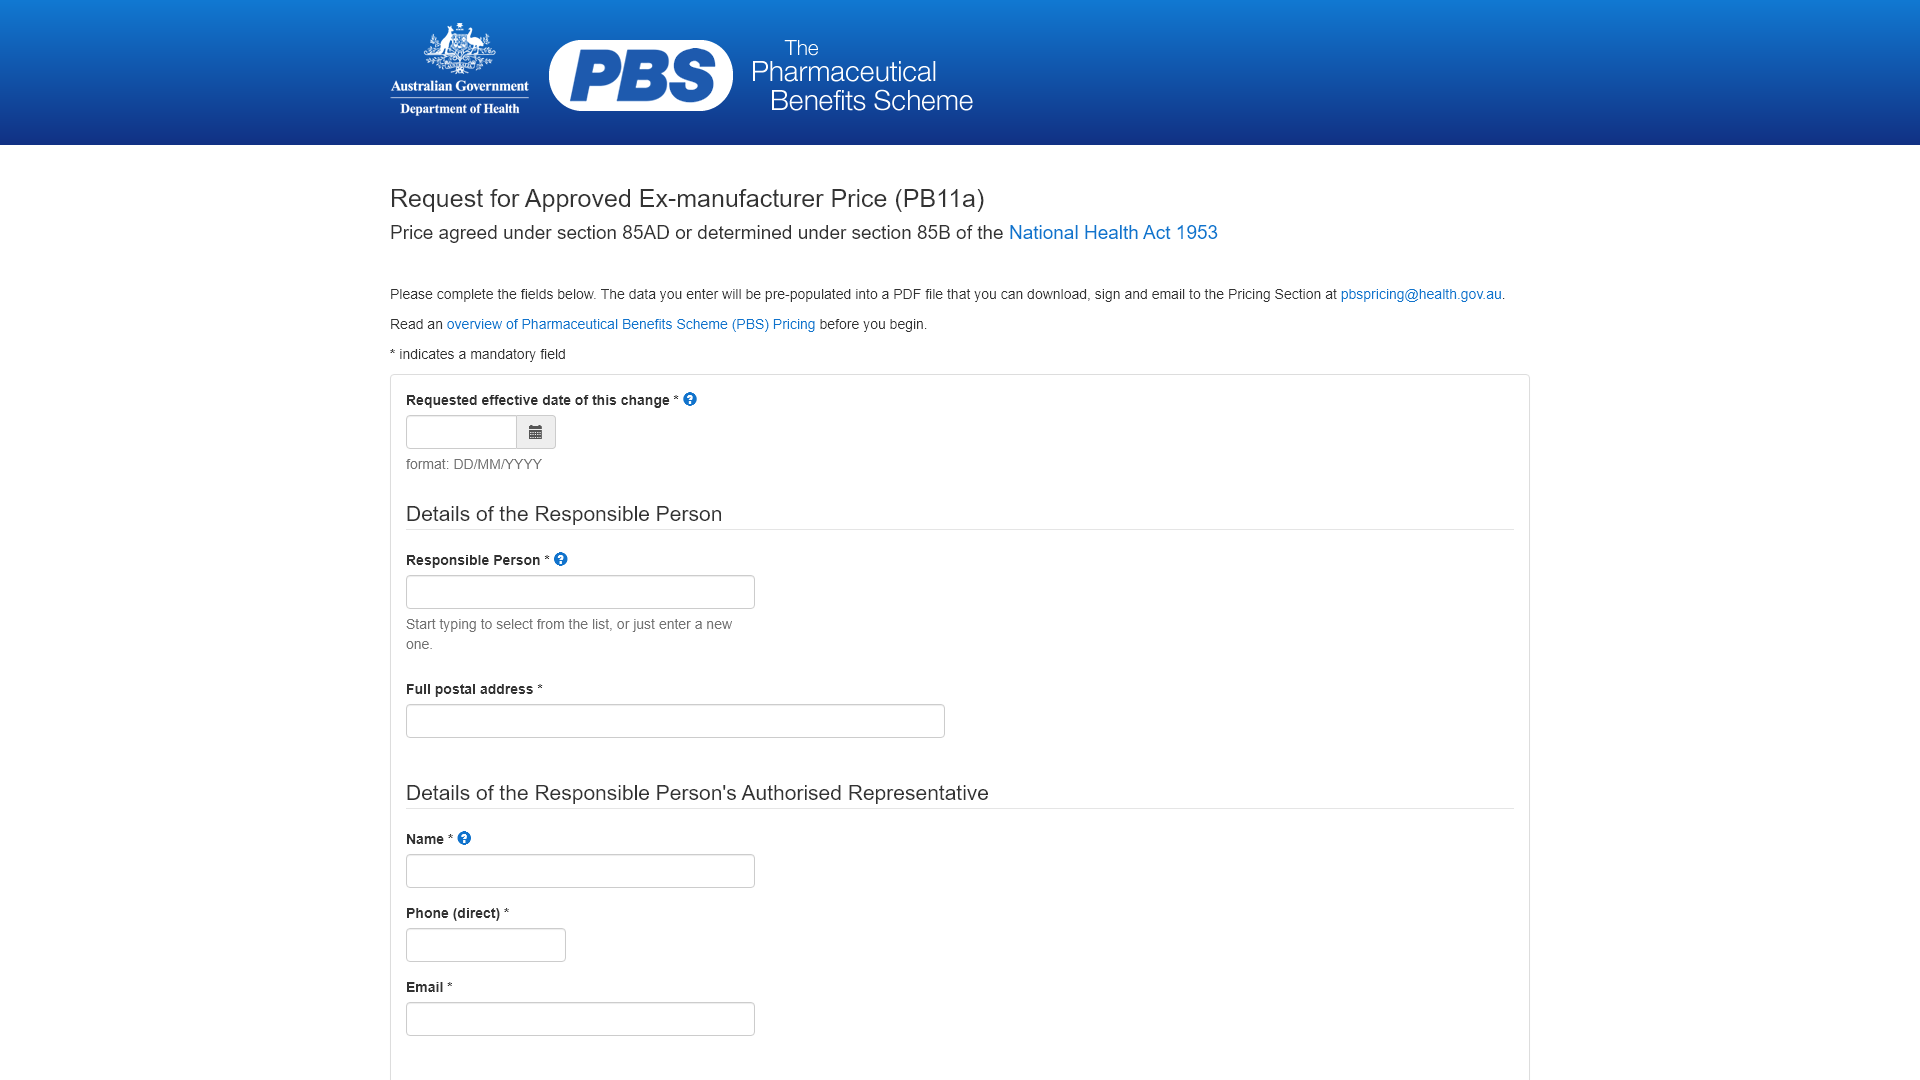 Australian Government
Department of Health
PBS
The
Pharmaceutical
Benefits Scheme
Request for Approved Ex-manufacturer Price (PB11a)
Price agreed under section 85AD or determined under section 85B of the National Health Act 1953
Please complete the fields below. The data you enter will be pre-populated into a PDF file that you can download, sign and email to the Pricing Section at pbspricing@health.gov.au.
Read an overview of Pharmaceutical Benefits Scheme (PBS) Pricing before you begin.
* indicates a mandatory field
Requested effective date of this change * ?
format: DD/MM/YYYY
Details of the Responsible Person
Responsible Person * ?
Start typing to select from the list, or just enter a new
one.
Full postal address *
Details of the Responsible Person's Authorised Representative
Name * ?
Phone (direct) *
Email *